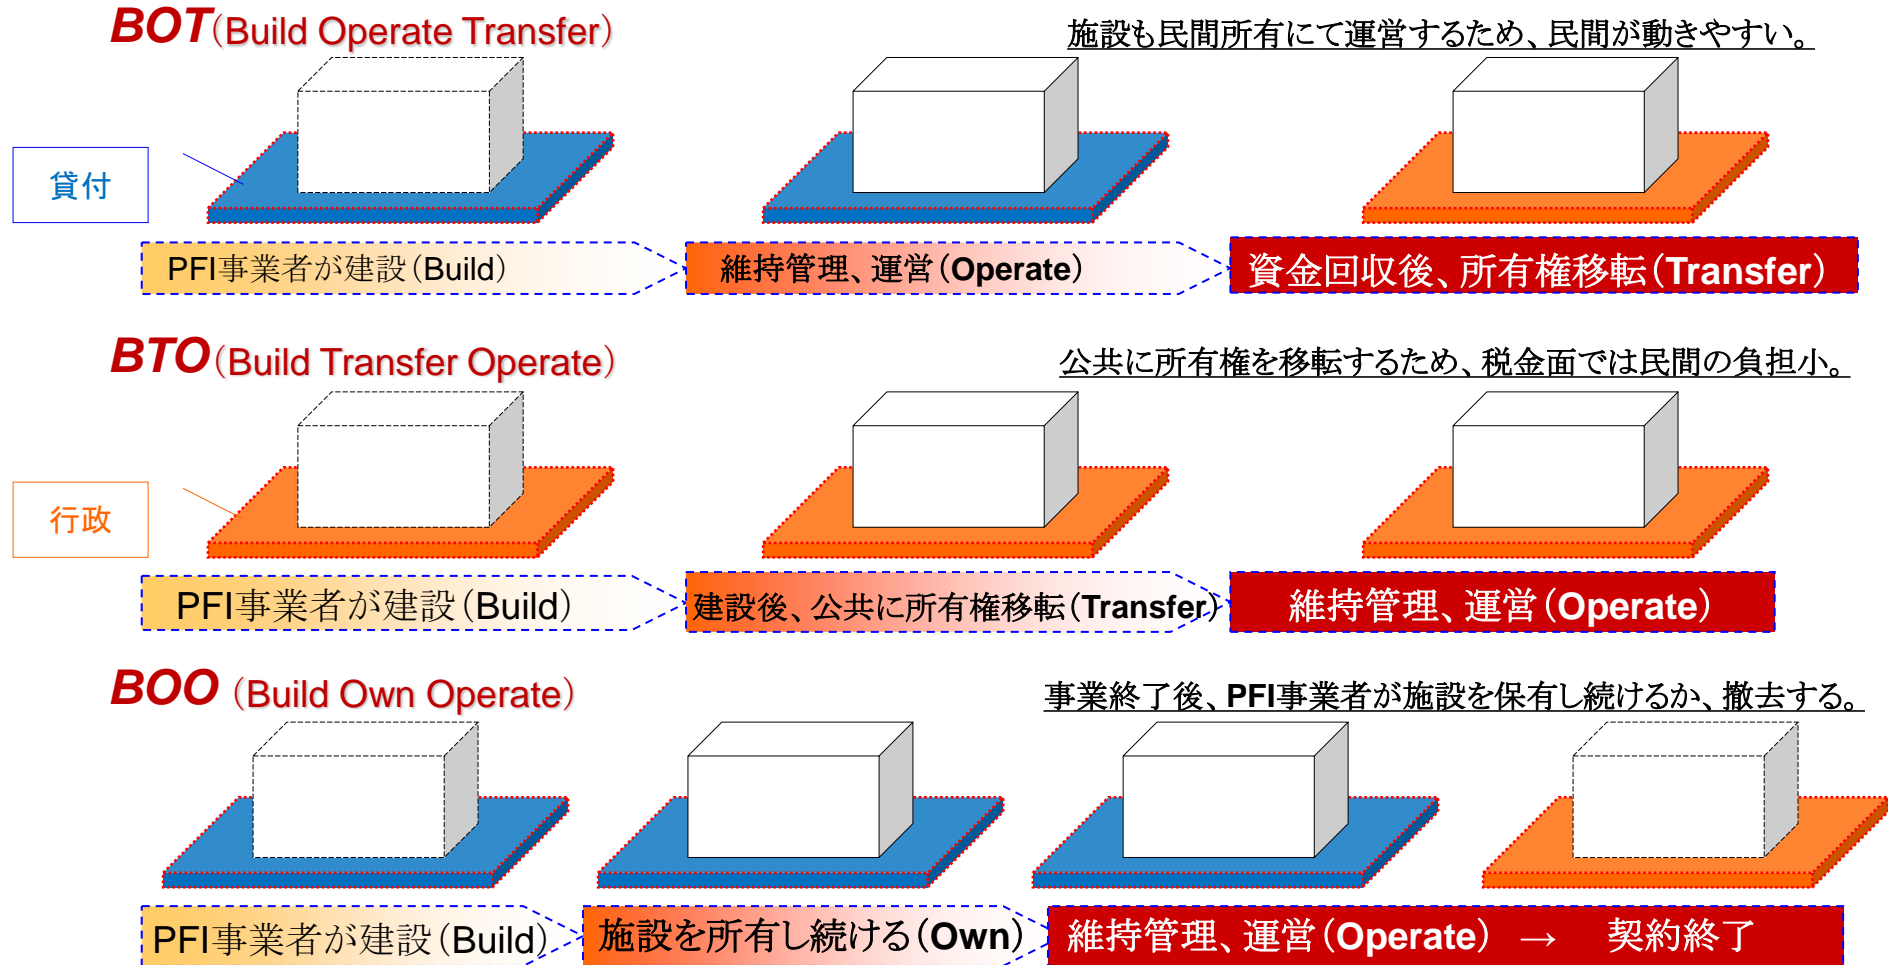 BOT(Build Operate Transfer)
施設も民間所有にて運営するため、民間が動きやすい。
貸付
PFI事業者が建設(Build)
維持管理、運営(Operate)
資金回収後、所有権移転(Transfer)
BTO(Build Transfer Operate)
公共に所有権を移転するため、税金面では民間の負担小。
行政
PFI事業者が建設(Build)
建設後、公共に所有権移転(Transfer)
維持管理、運営(Operate)
BOO (Build Own Operate)
事業終了後、PFI事業者が施設を保有し続けるか、撤去する。
PFI事業者が建設(Build)
施設を所有し続ける(Own)
維持管理、運営(Operate) → 契約終了